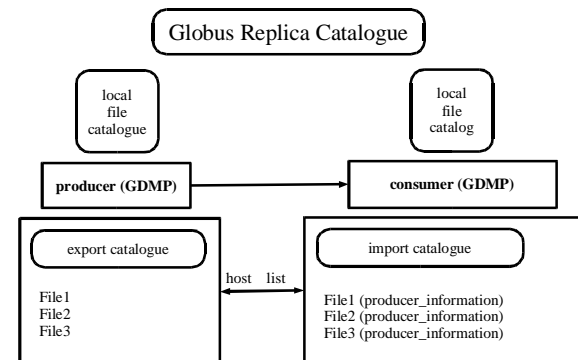 Globus Replica Catalogue
local
file
catalogue
local
file
catalog
producer (GDMP)
consumer (GDMP)
export catalogue
import catalogue
host list
File1
File2
File3
File1 (producer_information)
File2 (producer_information)
File3 (producer_information)